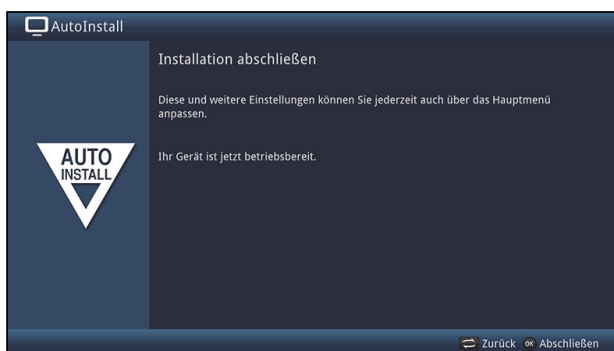 AutoInstall
Installation abschließen
Diese und weitere Einstellungen können Sie jederzeit auch über das Hauptmenü
anpassen.
AUTO
INSTALL
Ihr Gerät ist jetzt betriebsbereit.
Zurück OK Abschließen